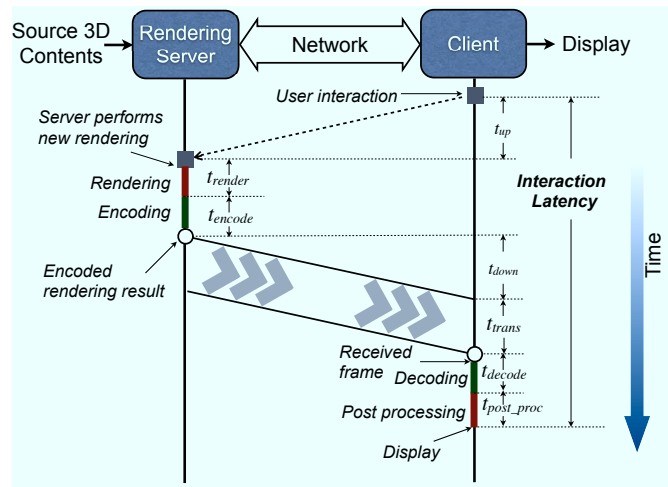 Source 3D
Contents
Rendering
Server
Network
Client
Display
User interaction
Server performs
new rendering
t_up
Rendering
t_render
Interaction
Latency
Encoding
t_encode
Time
Encoded
rendering result
t_down
t_trans
Received
frame
Decoding
t_decode
Post processing
t_post_proc
Display